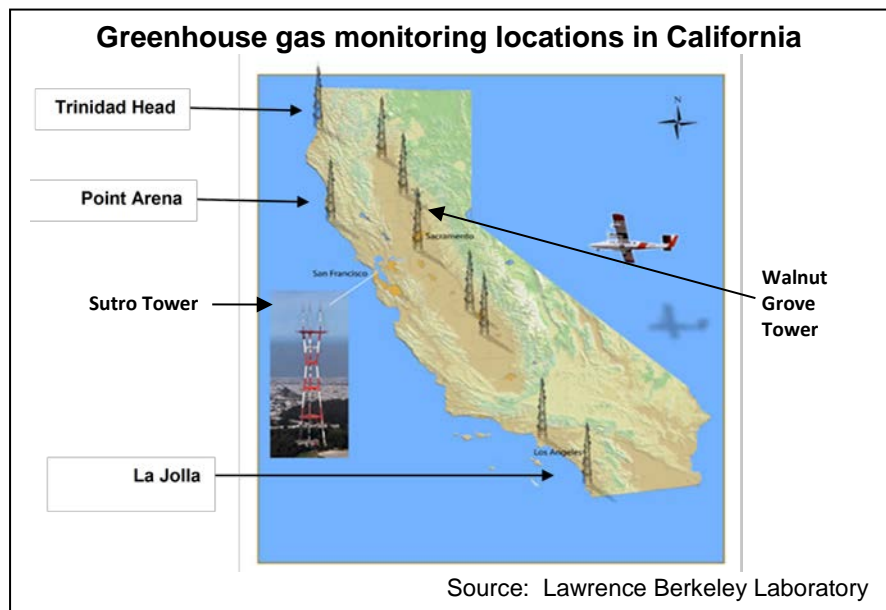 Greenhouse gas monitoring locations in California
Trinidad Head
N
Point Arena
Sacramento
San Francisco
Sutro Tower
Walnut
Grove
Tower
Los Angeles
La Jolla
Source: Lawrence Berkeley Laboratory